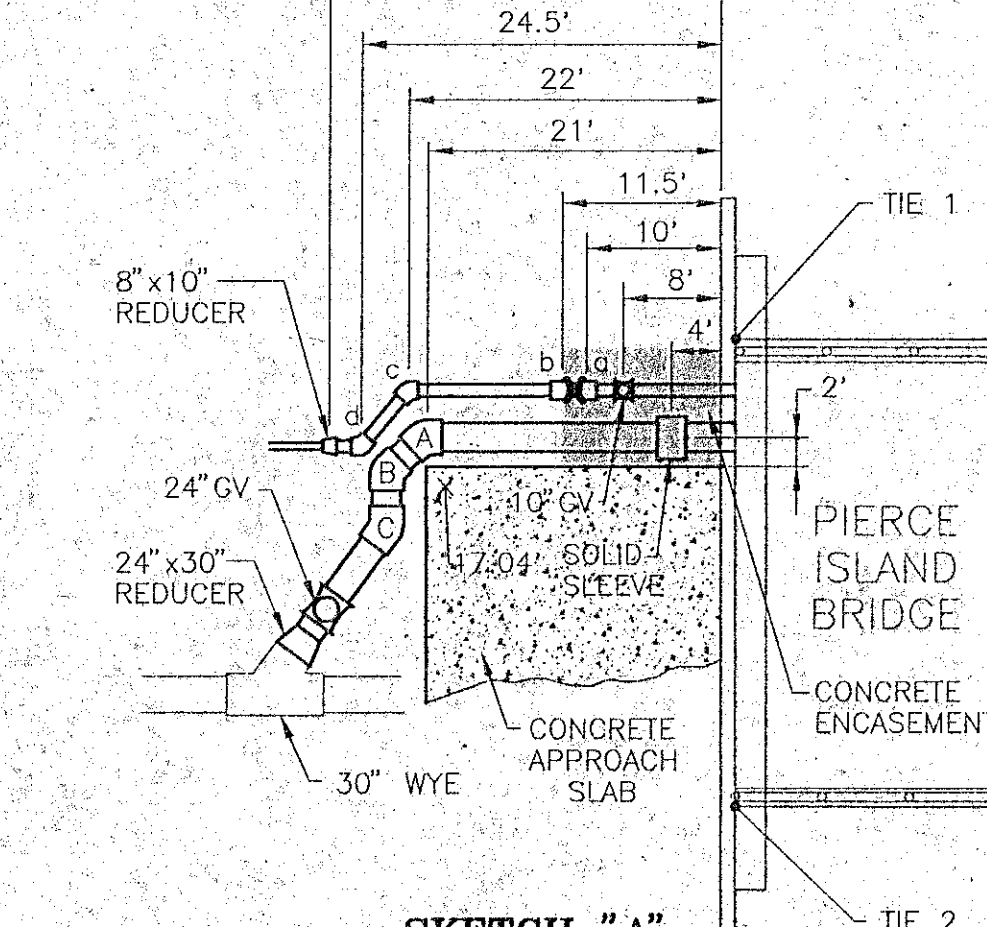 24.5'
22'
21'
11.5'
TIE 1
10'
8"x10"
REDUCER
8'
4'
c
b
a
2'
d
A
B
24" GV
10" GV
C
PIERCE
ISLAND
BRIDGE
17.04'
SOLID
SLEEVE
24"x30"
REDUCER
CONCRETE
ENCASEMENT
CONCRETE
APPROACH
SLAB
30" WYE
SKETCH "A"
TIE 2